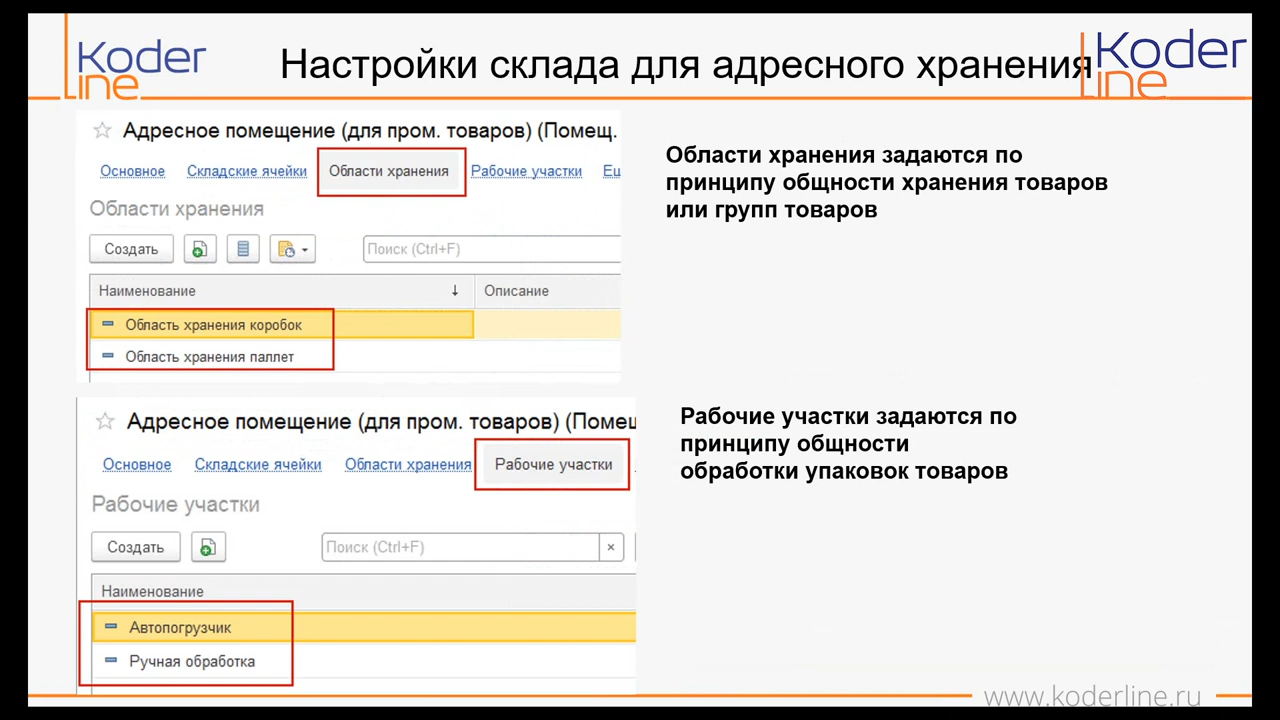 Koder
line
Настройки склада для адресного хранения
Koder
line
Адресное помещение (для пром. товаров) (Помещ.
Основное Складские ячейки Области хранения Рабочие участки Ещ
Области хранения
Создать Поиск (Ctrl+F)
Наименование ↓ Описание
Область хранения коробок
Область хранения паллет
Области хранения задаются по
принципу общности хранения товаров
или групп товаров
Адресное помещение (для пром. товаров) (Помещ
Основное Складские ячейки Области хранения Рабочие участки
Рабочие участки
Создать Поиск (Ctrl+F) ×
Наименование
Автопогрузчик
Ручная обработка
Рабочие участки задаются по
принципу общности
обработки упаковок товаров
www.koderline.ru